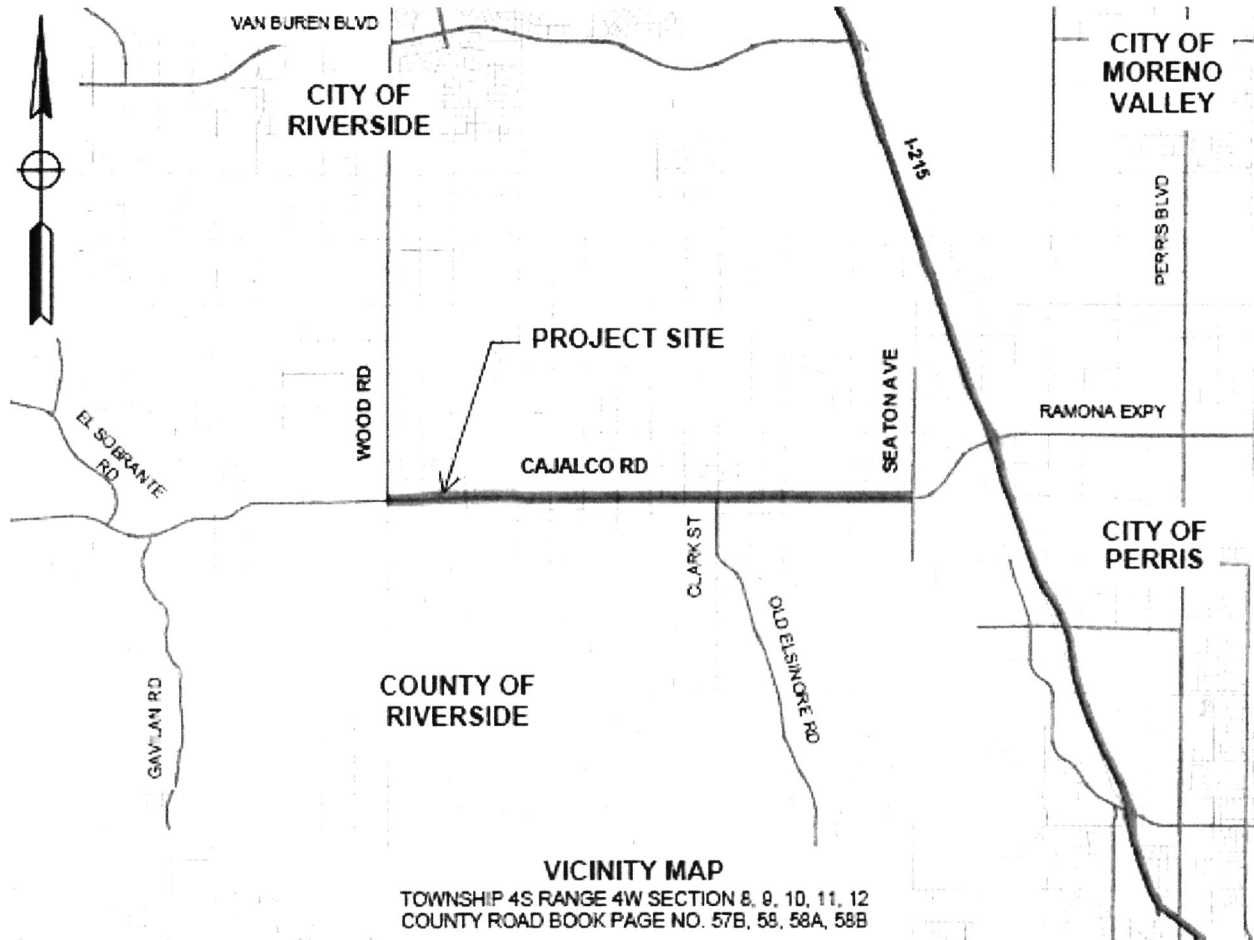 VAN BUREN BLVD
CITY OF
RIVERSIDE
CITY OF
MORENO
VALLEY
I-215
PERRIS BLVD
PROJECT SITE
WOOD RD
SEATON AVE
RAMONA EXPY
EL SOBRANTE
RD
CAJALCO RD
CLARK ST
CITY OF
PERRIS
OLD ELSINORE RD
GAVILAN RD
COUNTY OF
RIVERSIDE
VICINITY MAP
TOWNSHIP 4S RANGE 4W SECTION 8, 9, 10, 11, 12
COUNTY ROAD BOOK PAGE NO. 57B, 58, 58A, 58B